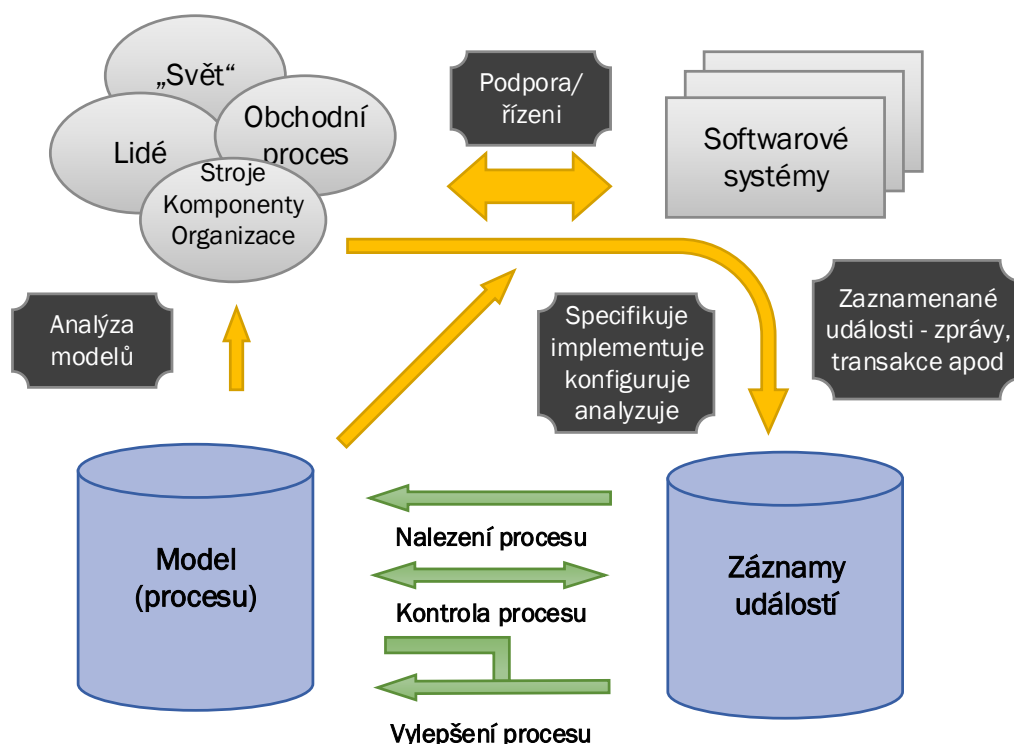 „Svět“
Lidé
Obchodní
proces
Stroje
Komponenty
Organizace
Podpora/
řízeni
Softwarové
systémy
Analýza
modelů
Specifikuje
implementuje
konfiguruje
analyzuje
Zaznamenané
události - zprávy,
transakce apod
Model
(procesu)
Nalezení procesu
Kontrola procesu
Vylepšení procesu
Záznamy
událostí